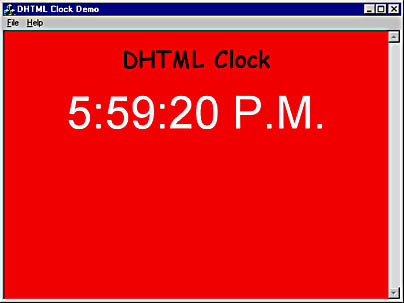 DHTML Clock Demo
File Help
DHTML Clock
5:59:20 P.M.